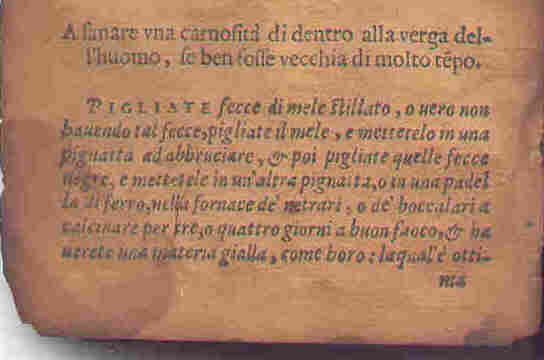 A sanare vna carnosità di dentro alla verga del-
l'huomo, se ben fosse vecchia di molto tẽpo.
PIGLIATE fecce di mele stillato, o uero non
hauendo tal fecce, pigliate il mele, e mettetelo in una
pignatta ad abbruciare, & poi pigliate quelle fecce
negre, e mettetele in un'altra pignatta, o in una padel
la di ferro, nella fornace de' uetrari, o de' boccalari a
calcinare per tre, o quattro giorni a buon fuoco, & ha
uerete una materia gialla, come horo: laqual'è otti-
ma